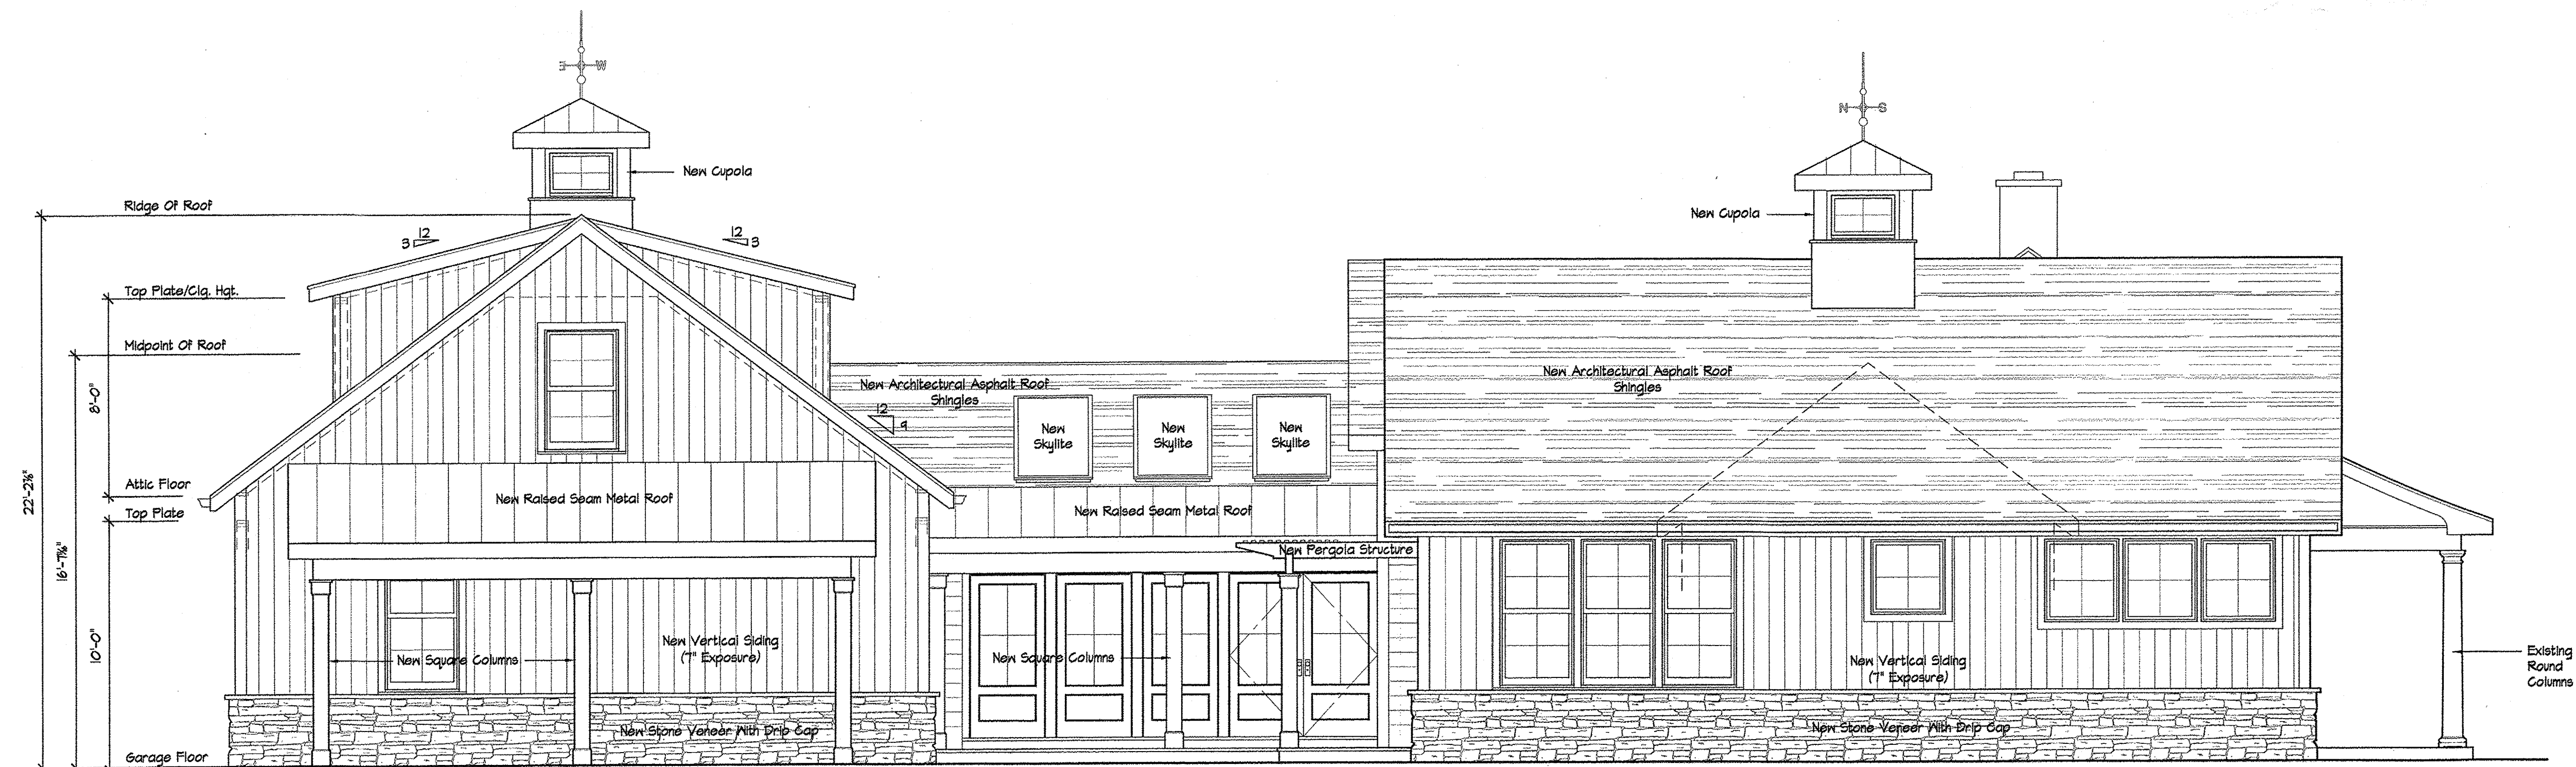 E W
N S
New Cupola
Ridge Of Roof
New Cupola
12
3
12
3
Top Plate/Clg. Hgt.
Midpoint Of Roof
New Architectural Asphalt Roof
Shingles
New Architectural Asphalt Roof
Shingles
8'-0"
12
9
New
Skylite
New
Skylite
New
Skylite
Attic Floor
22'-2⅞"
New Raised Seam Metal Roof
Top Plate
New Raised Seam Metal Roof
New Pergola Structure
10'-0"
New Vertical Siding
(7" Exposure)
New Square Columns
New Square Columns
New Vertical Siding
(7" Exposure)
Existing
Round
Columns
New Stone Veneer With Drip Cap
New Stone Veneer With Drip Cap
Garage Floor